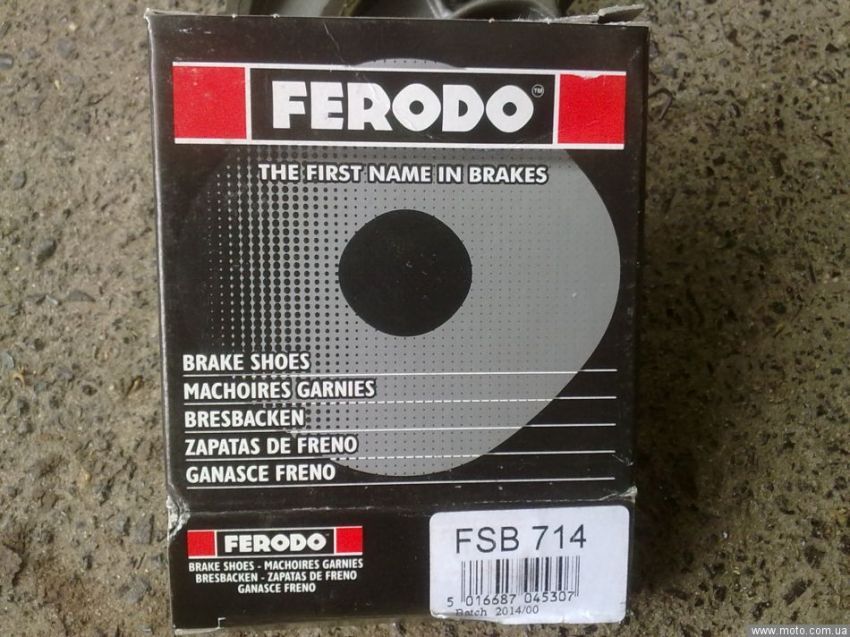 FERODO™
THE FIRST NAME IN BRAKES
BRAKE SHOES
MACHOIRES GARNIES
BRESBACKEN
ZAPATAS DE FRENO
GANASCE FRENO
FERODO
BRAKE SHOES - MACHOIRES GARNIES
BRESBACKEN - ZAPATAS DE FRENO
GANASCE FRENO
FSB 714
5 016687 045307
Batch 2014/00
www.moto.com.ua